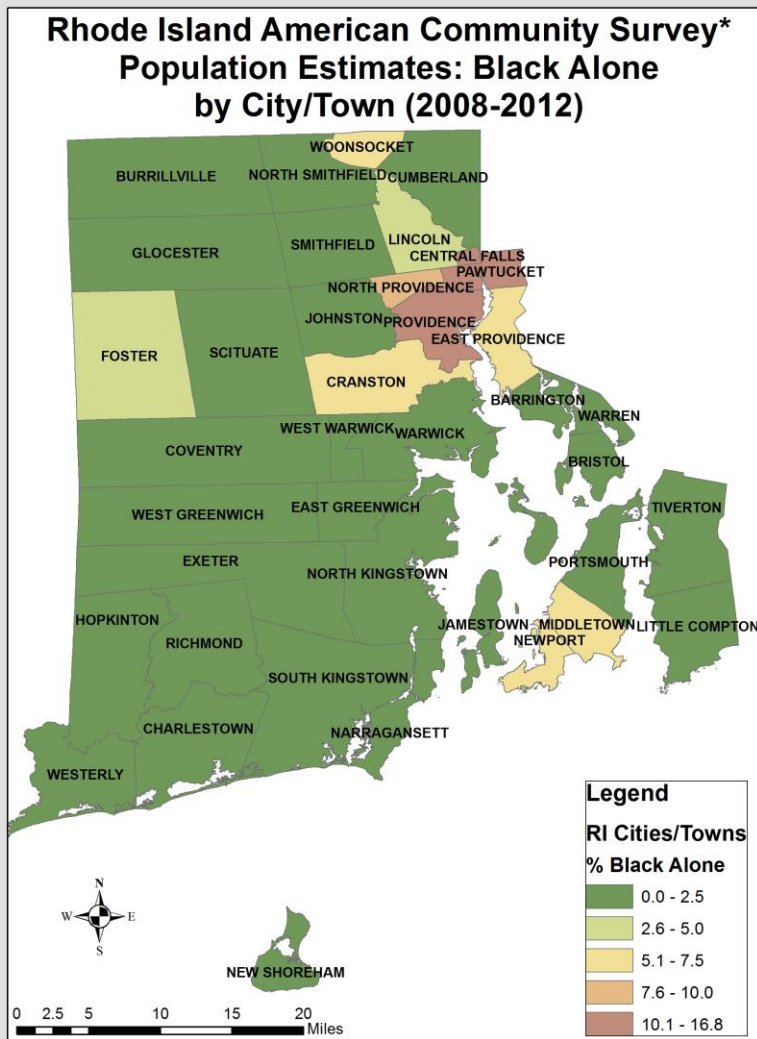 Rhode Island American Community Survey*
Population Estimates: Black Alone
by City/Town (2008-2012)
WOONSOCKET
BURRILLVILLE
NORTH SMITHFIELD
CUMBERLAND
GLOCESTER
SMITHFIELD
LINCOLN
CENTRAL FALLS
PAWTUCKET
NORTH PROVIDENCE
JOHNSTON
PROVIDENCE
EAST PROVIDENCE
FOSTER
SCITUATE
CRANSTON
BARRINGTON
WARREN
WEST WARWICK
WARWICK
COVENTRY
BRISTOL
EAST GREENWICH
WEST GREENWICH
TIVERTON
EXETER
PORTSMOUTH
NORTH KINGSTOWN
HOPKINTON
RICHMOND
JAMESTOWN
MIDDLETOWN
NEWPORT
LITTLE COMPTON
SOUTH KINGSTOWN
CHARLESTOWN
NARRAGANSETT
WESTERLY
Legend
RI Cities/Towns
% Black Alone
0.0 - 2.5
2.6 - 5.0
5.1 - 7.5
7.6 - 10.0
10.1 - 16.8
N
W E
S
NEW SHOREHAM
0 2.5 5 10 15 20
Miles